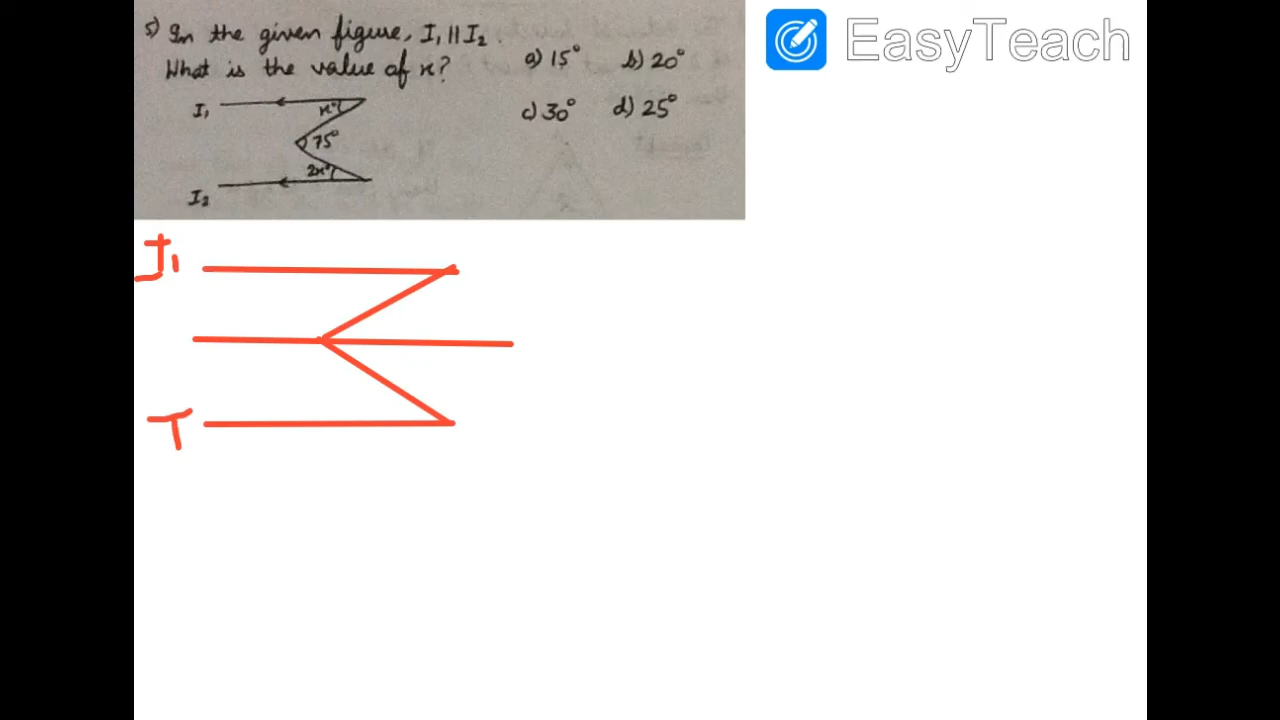 5) In the given figure, I₁ || I₂.
What is the value of x?
a) 15° b) 20°
c) 30° d) 25°
I₁
x°
75°
2x°
I₂
EasyTeach
I₁
T